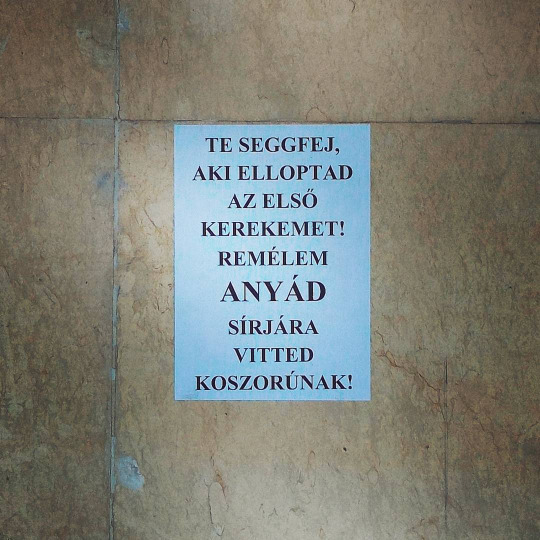 TE SEGGFEJ,
AKI ELLOPTAD
AZ ELSŐ
KEREKEMET!
REMÉLEM
ANYÁD
SÍRJÁRA
VITTED
KOSZORÚNAK!